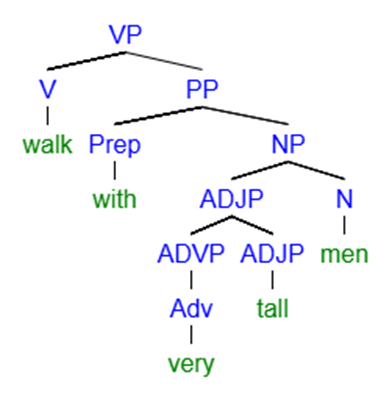 VP
V PP
walk Prep NP
with ADJP N
ADVP ADJP men
Adv tall
very